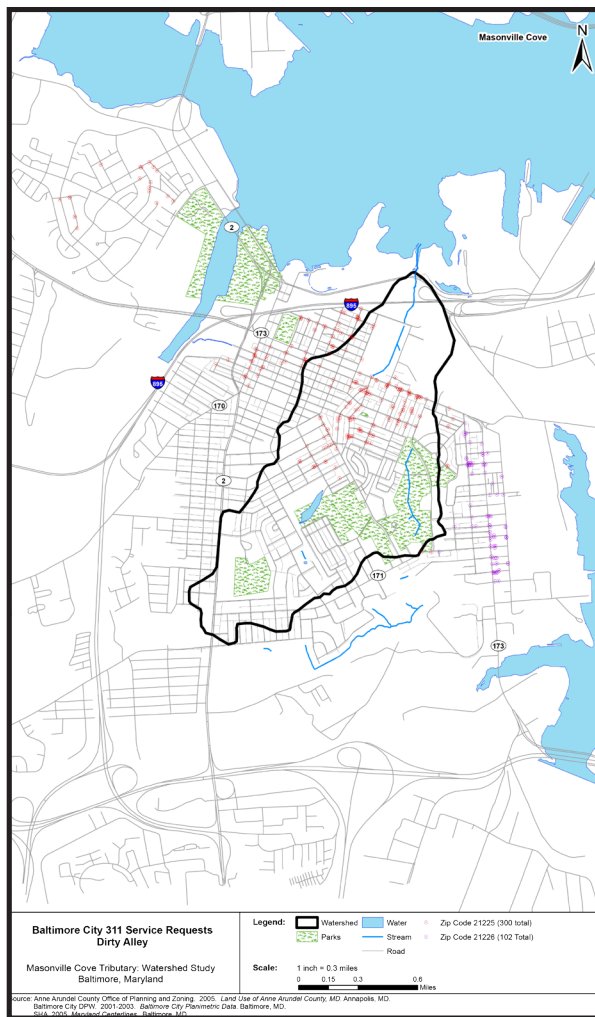 Masonville Cove
N
2
895
173
895
170
2
171
173
Baltimore City 311 Service Requests
Dirty Alley
Masonville Cove Tributary: Watershed Study
Baltimore, Maryland
Legend:
Watershed
Water
Zip Code 21225 (300 total)
Parks
Stream
Zip Code 21226 (102 Total)
Road
Scale:
1 inch = 0.3 miles
0 0.15 0.3 0.6
Miles
ource: Anne Arundel County Office of Planning and Zoning. 2005. Land Use of Anne Arundel County, MD. Annapolis, MD.
Baltimore City DPW. 2001-2003. Baltimore City Planimetric Data. Baltimore, MD.
SHA. 2005. Maryland Centerlines. Baltimore, MD.